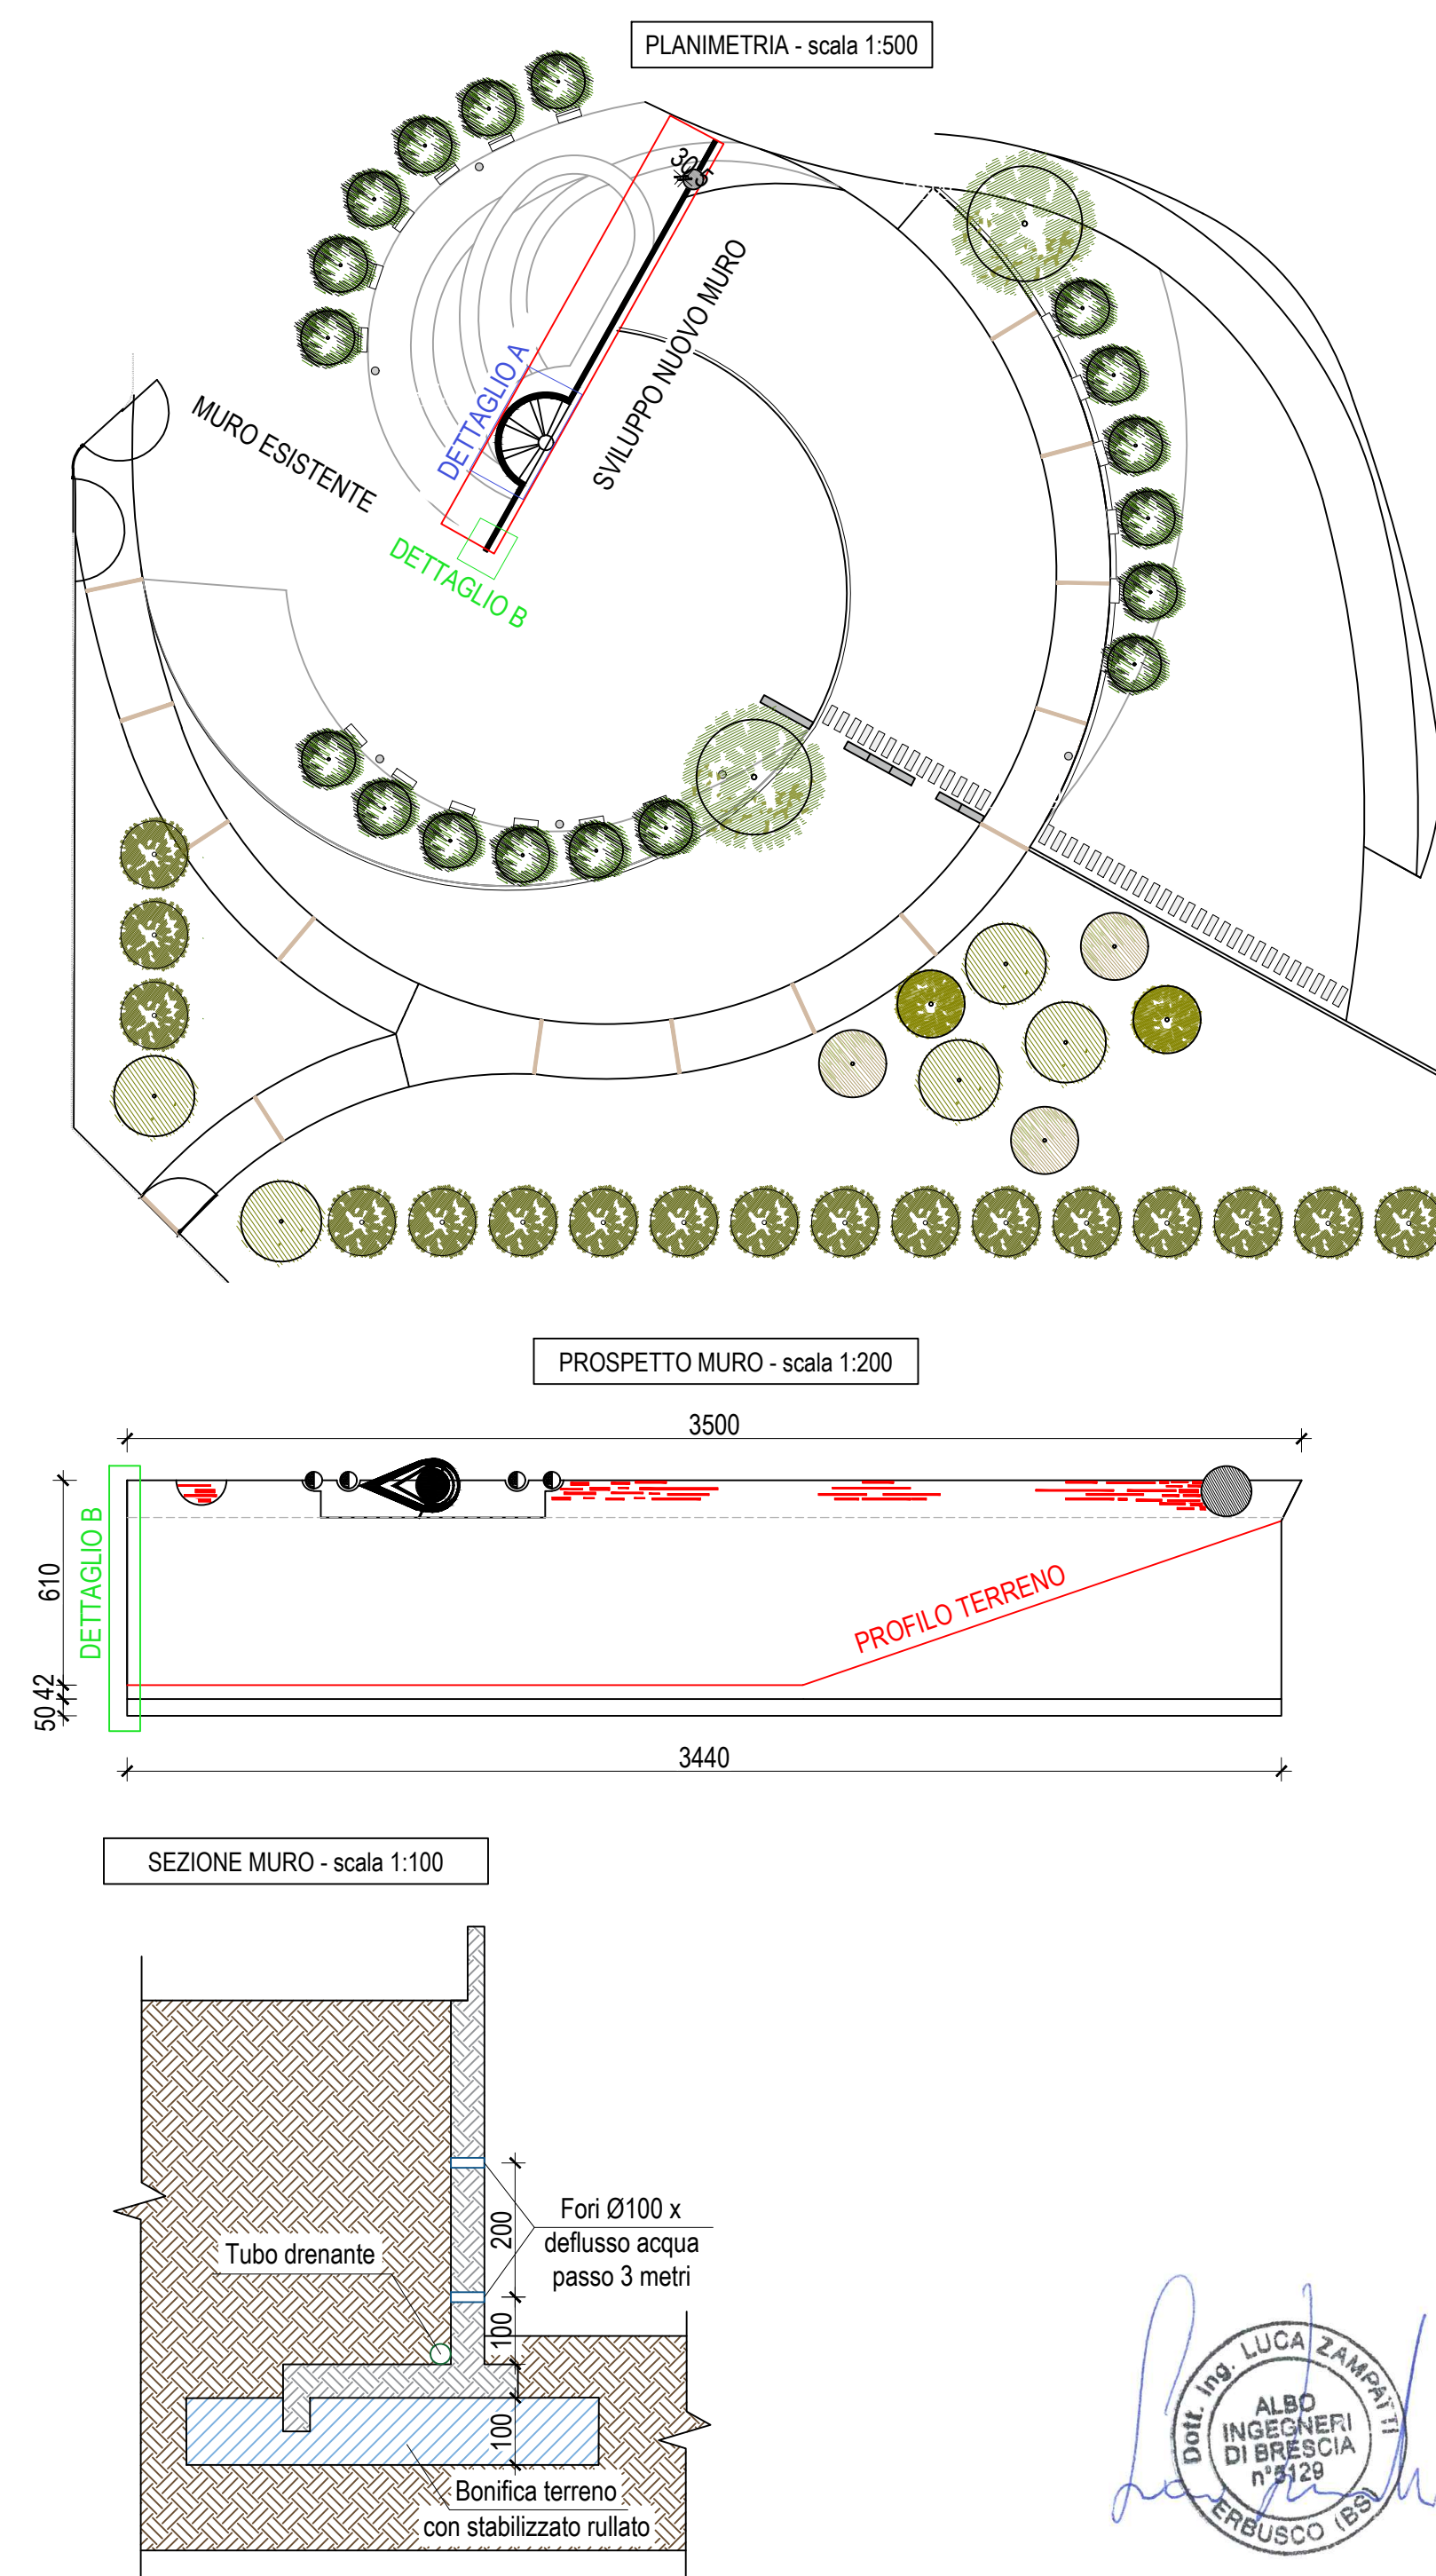 PLANIMETRIA - scala 1:500
SVILUPPO NUOVO MURO
DETTAGLIO A
MURO ESISTENTE
DETTAGLIO B
PROSPETTO MURO - scala 1:200
3500
610
42
50
DETTAGLIO B
PROFILO TERRENO
3440
SEZIONE MURO - scala 1:100
Tubo drenante
200
100
100
Fori Ø100 x
deflusso acqua
passo 3 metri
Bonifica terreno
con stabilizzato rullato
Dott. Ing. LUCA ZAMPATTI
ALBO
INGEGNERI
DI BRESCIA
n°5129
ERBUSCO (BS)